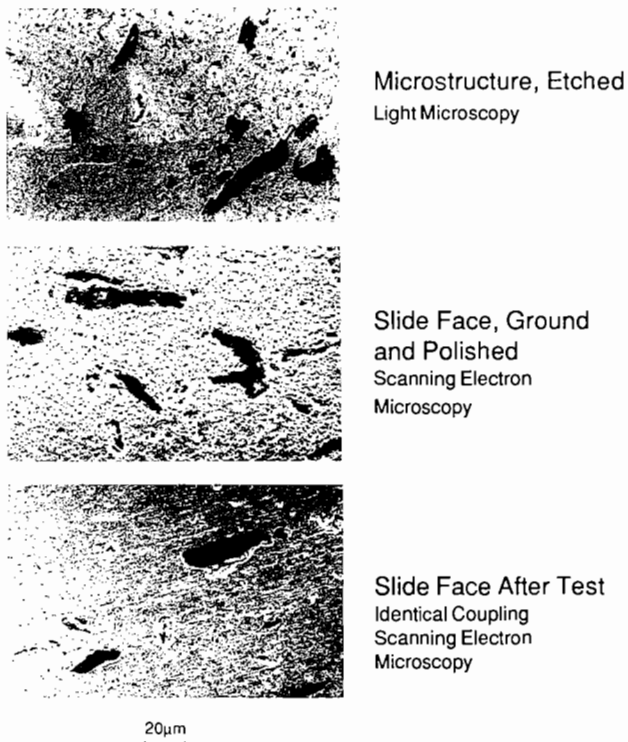 Microstructure, Etched
Light Microscopy
Slide Face, Ground
and Polished
Scanning Electron
Microscopy
Slide Face After Test
Identical Coupling
Scanning Electron
Microscopy
20µm